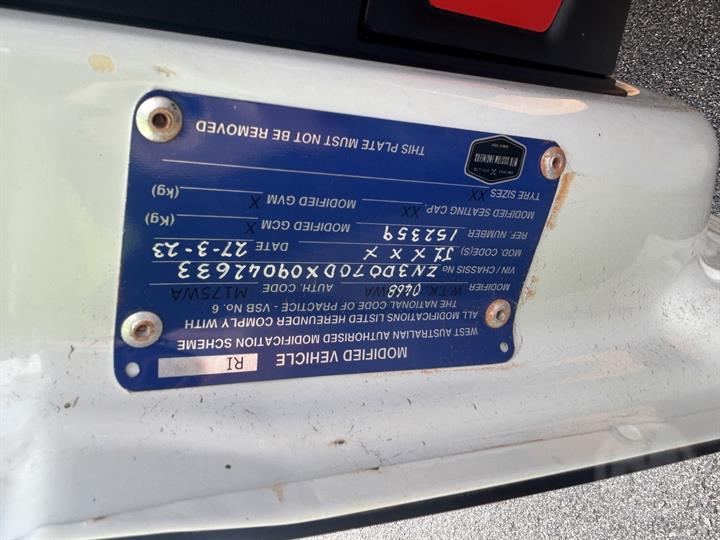 MODIFIED VEHICLE RI
WEST AUSTRALIAN AUTHORISED MODIFICATION SCHEME
ALL MODIFICATIONS LISTED HEREUNDER COMPLY WITH
THE NATIONAL CODE OF PRACTICE - VSB No. 6
MODIFIER W.T.K 0468WA AUTH. CODE M175WA
VIN / CHASSIS No ZN3DO70DX09042633
MOD. CODE(S) J1 X X X DATE 27-3-23
REF. NUMBER 152359 MODIFIED GCM X (Kg)
MODIFIED SEATING CAP. XX MODIFIED GVM X (Kg)
TYRE SIZES XX
THIS PLATE MUST NOT BE REMOVED